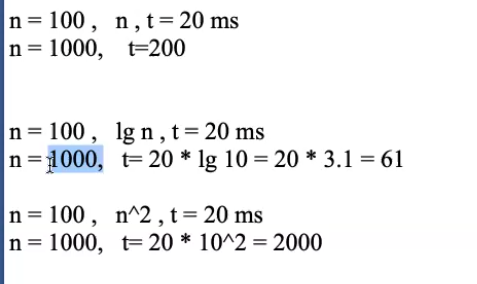 n = 100 ,  n , t = 20 ms
n = 1000,  t=200
n = 100 ,  lg n , t = 20 ms
n = 1000,  t= 20 * lg 10 = 20 * 3.1 = 61
n = 100 ,  n^2 , t = 20 ms
n = 1000,  t= 20 * 10^2 = 2000